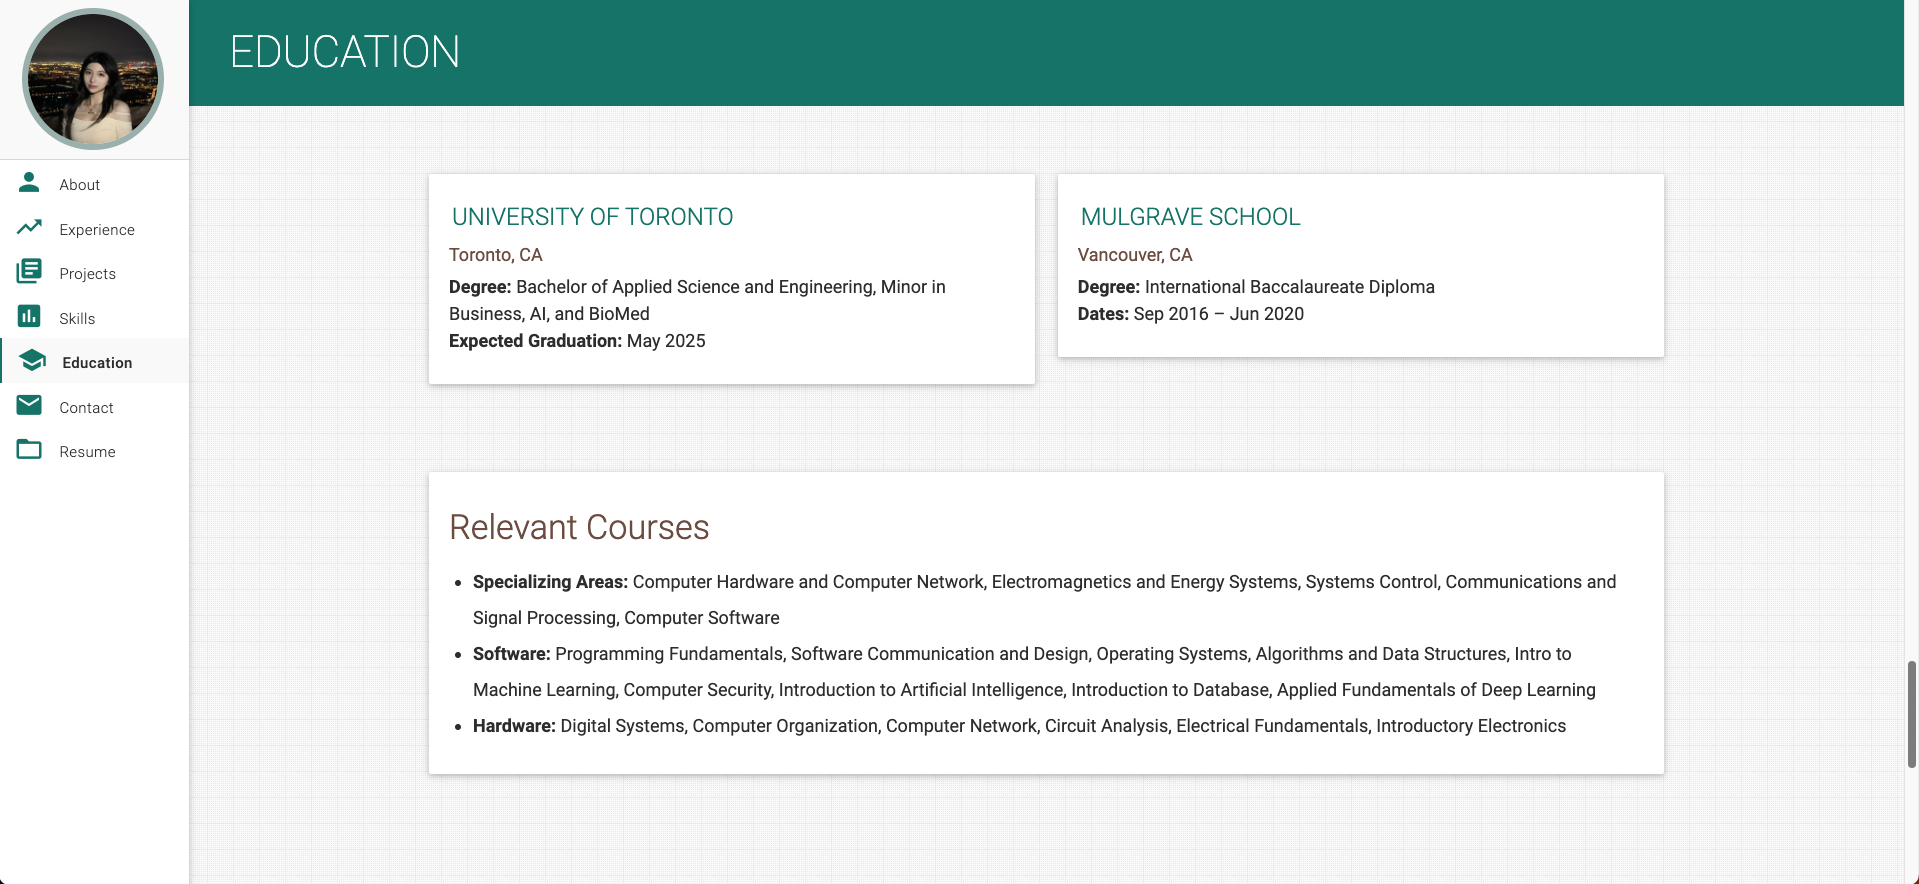 EDUCATION
About
Experience
Projects
Skills
Education
Contact
Resume
UNIVERSITY OF TORONTO
Toronto, CA
Degree: Bachelor of Applied Science and Engineering, Minor in
Business, AI, and BioMed
Expected Graduation: May 2025
MULGRAVE SCHOOL
Vancouver, CA
Degree: International Baccalaureate Diploma
Dates: Sep 2016 – Jun 2020
Relevant Courses
Specializing Areas: Computer Hardware and Computer Network, Electromagnetics and Energy Systems, Systems Control, Communications and
Signal Processing, Computer Software
Software: Programming Fundamentals, Software Communication and Design, Operating Systems, Algorithms and Data Structures, Intro to
Machine Learning, Computer Security, Introduction to Artificial Intelligence, Introduction to Database, Applied Fundamentals of Deep Learning
Hardware: Digital Systems, Computer Organization, Computer Network, Circuit Analysis, Electrical Fundamentals, Introductory Electronics